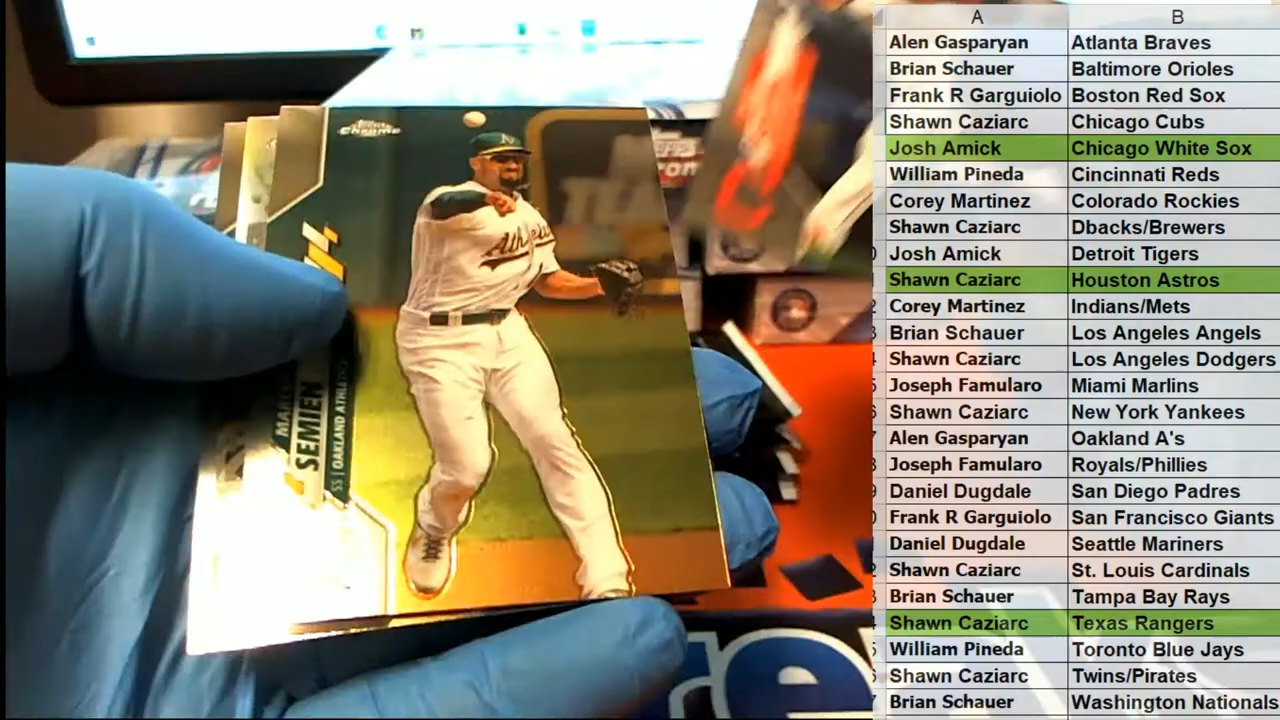 A B
Alen Gasparyan Atlanta Braves
Brian Schauer Baltimore Orioles
Frank R Garguiolo Boston Red Sox
Shawn Caziarc Chicago Cubs
Josh Amick Chicago White Sox
William Pineda Cincinnati Reds
Corey Martinez Colorado Rockies
Shawn Caziarc Dbacks/Brewers
Josh Amick Detroit Tigers
Shawn Caziarc Houston Astros
Corey Martinez Indians/Mets
Brian Schauer Los Angeles Angels
Shawn Caziarc Los Angeles Dodgers
Joseph Famularo Miami Marlins
Shawn Caziarc New York Yankees
Alen Gasparyan Oakland A's
Joseph Famularo Royals/Phillies
Daniel Dugdale San Diego Padres
Frank R Garguiolo San Francisco Giants
Daniel Dugdale Seattle Mariners
Shawn Caziarc St. Louis Cardinals
Brian Schauer Tampa Bay Rays
Shawn Caziarc Texas Rangers
William Pineda Toronto Blue Jays
Shawn Caziarc Twins/Pirates
Brian Schauer Washington Nationals
Topps
Chrome
SEMIEN
SS | OAKLAND ATHLETICS